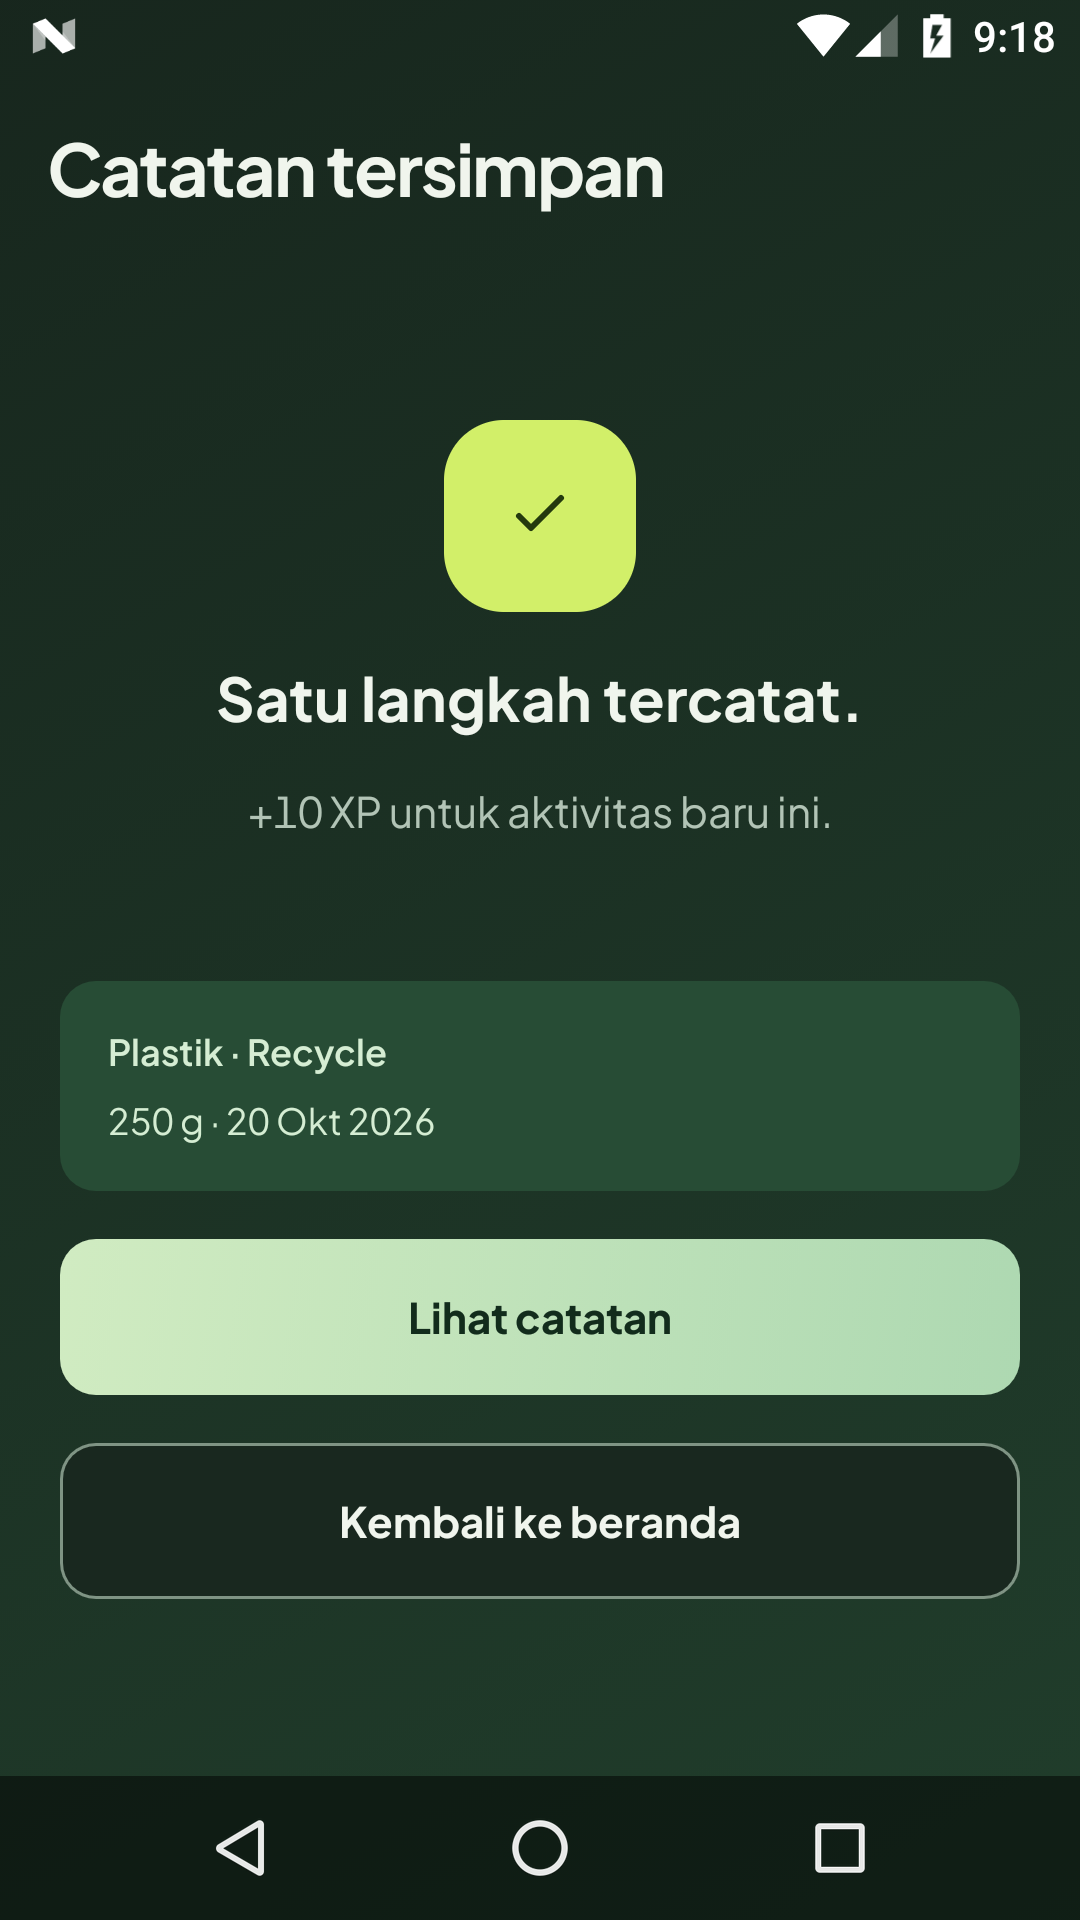 9:18
Catatan tersimpan
Satu langkah tercatat.
+10 XP untuk aktivitas baru ini.
Plastik · Recycle
250 g · 20 Okt 2026
Lihat catatan
Kembali ke beranda